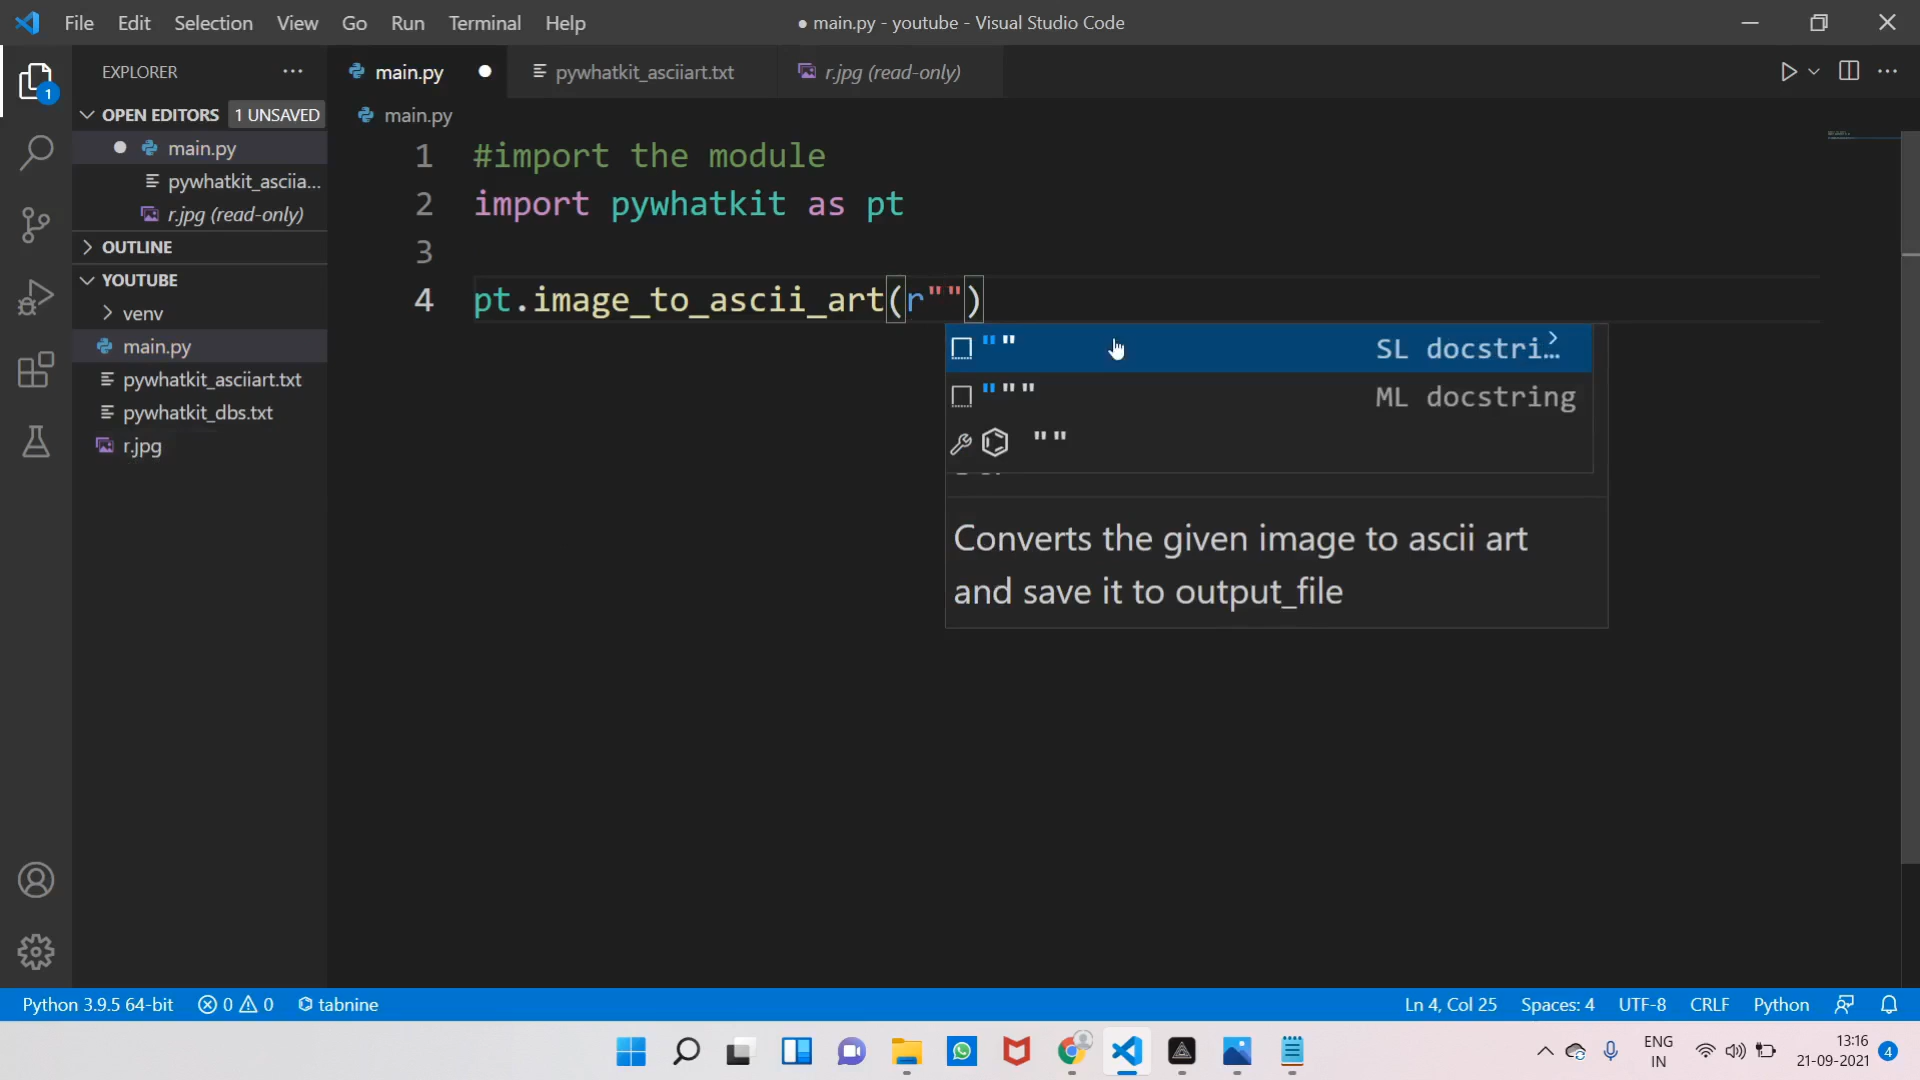 File Edit Selection View Go Run Terminal Help
● main.py - youtube - Visual Studio Code
EXPLORER
main.py
pywhatkit_asciiart.txt
r.jpg (read-only)
OPEN EDITORS
1 UNSAVED
main.py
pywhatkit_asciia...
r.jpg (read-only)
OUTLINE
YOUTUBE
venv
main.py
pywhatkit_asciiart.txt
pywhatkit_dbs.txt
r.jpg
1
main.py
1 #import the module
2 import pywhatkit as pt
3
4 pt.image_to_ascii_art(r"")
"" SL docstri...
""" ML docstring
""
Converts the given image to ascii art
and save it to output_file
Python 3.9.5 64-bit
0 0
tabnine
Ln 4, Col 25
Spaces: 4
UTF-8
CRLF
Python
ENG
IN
13:16
21-09-2021
4